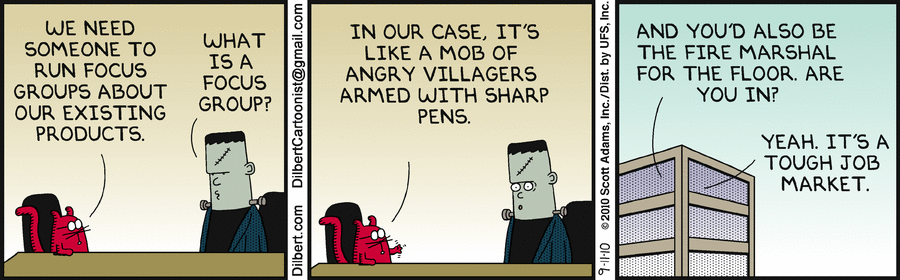 WE NEED
SOMEONE TO
RUN FOCUS
GROUPS ABOUT
OUR EXISTING
PRODUCTS.
WHAT
IS A
FOCUS
GROUP?
Dilbert.com DilbertCartoonist@gmail.com
IN OUR CASE, IT'S
LIKE A MOB OF
ANGRY VILLAGERS
ARMED WITH SHARP
PENS.
9-11-10 © 2010 Scott Adams, Inc./Dist. by UFS, Inc.
AND YOU'D ALSO BE
THE FIRE MARSHAL
FOR THE FLOOR. ARE
YOU IN?
YEAH. IT'S A
TOUGH JOB
MARKET.